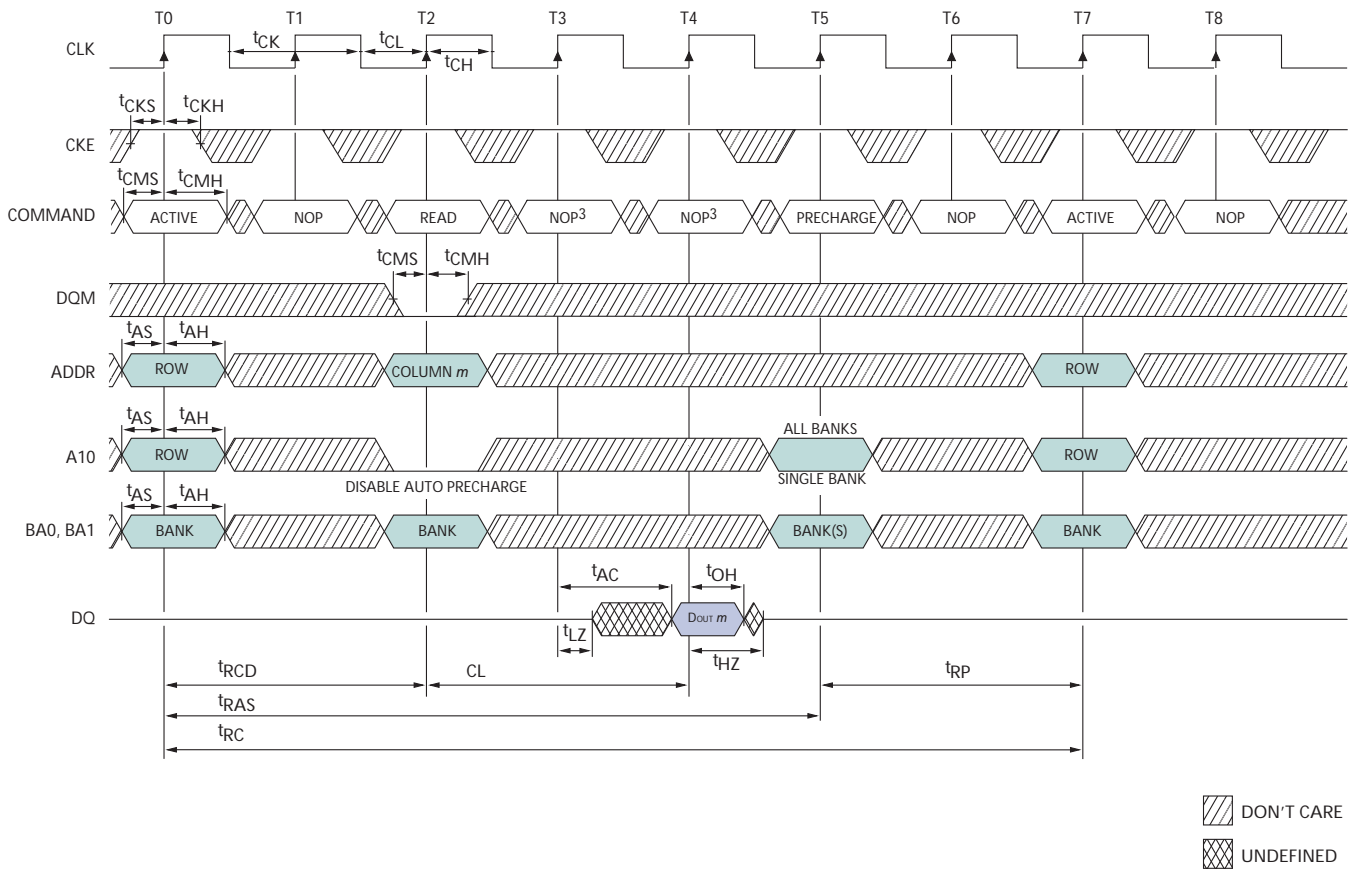 T0 T1 T2 T3 T4 T5 T6 T7 T8
CLK
tCK tCL tCH
tCKS tCKH
CKE
tCMS tCMH
COMMAND ACTIVE NOP READ NOP3 NOP3 PRECHARGE NOP ACTIVE NOP
tCMS tCMH
DQM
tAS tAH
ADDR ROW COLUMN m ROW
tAS tAH ALL BANKS
A10 ROW ROW
DISABLE AUTO PRECHARGE SINGLE BANK
tAS tAH
BA0, BA1 BANK BANK BANK(S) BANK
tAC tOH
DQ DOUT m
tLZ tHZ
tRCD CL tRP
tRAS
tRC
DON'T CARE
UNDEFINED